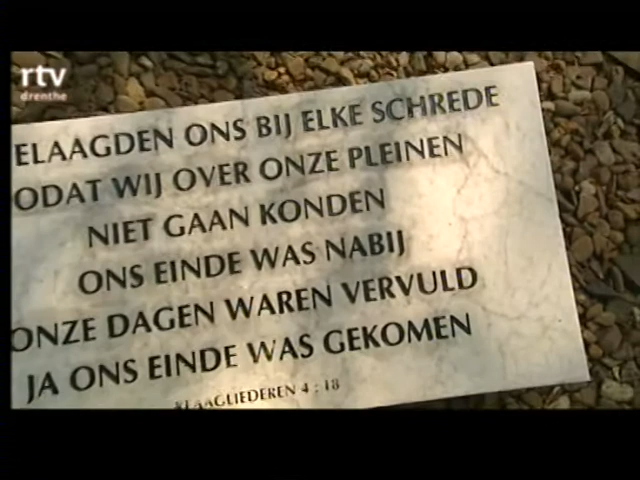 rtv
drenthe
ELAAGDEN ONS BIJ ELKE SCHREDE
ODAT WIJ OVER ONZE PLEINEN
NIET GAAN KONDEN
ONS EINDE WAS NABIJ
ONZE DAGEN WAREN VERVULD
JA ONS EINDE WAS GEKOMEN
KLAAGLIEDEREN 4 : 18